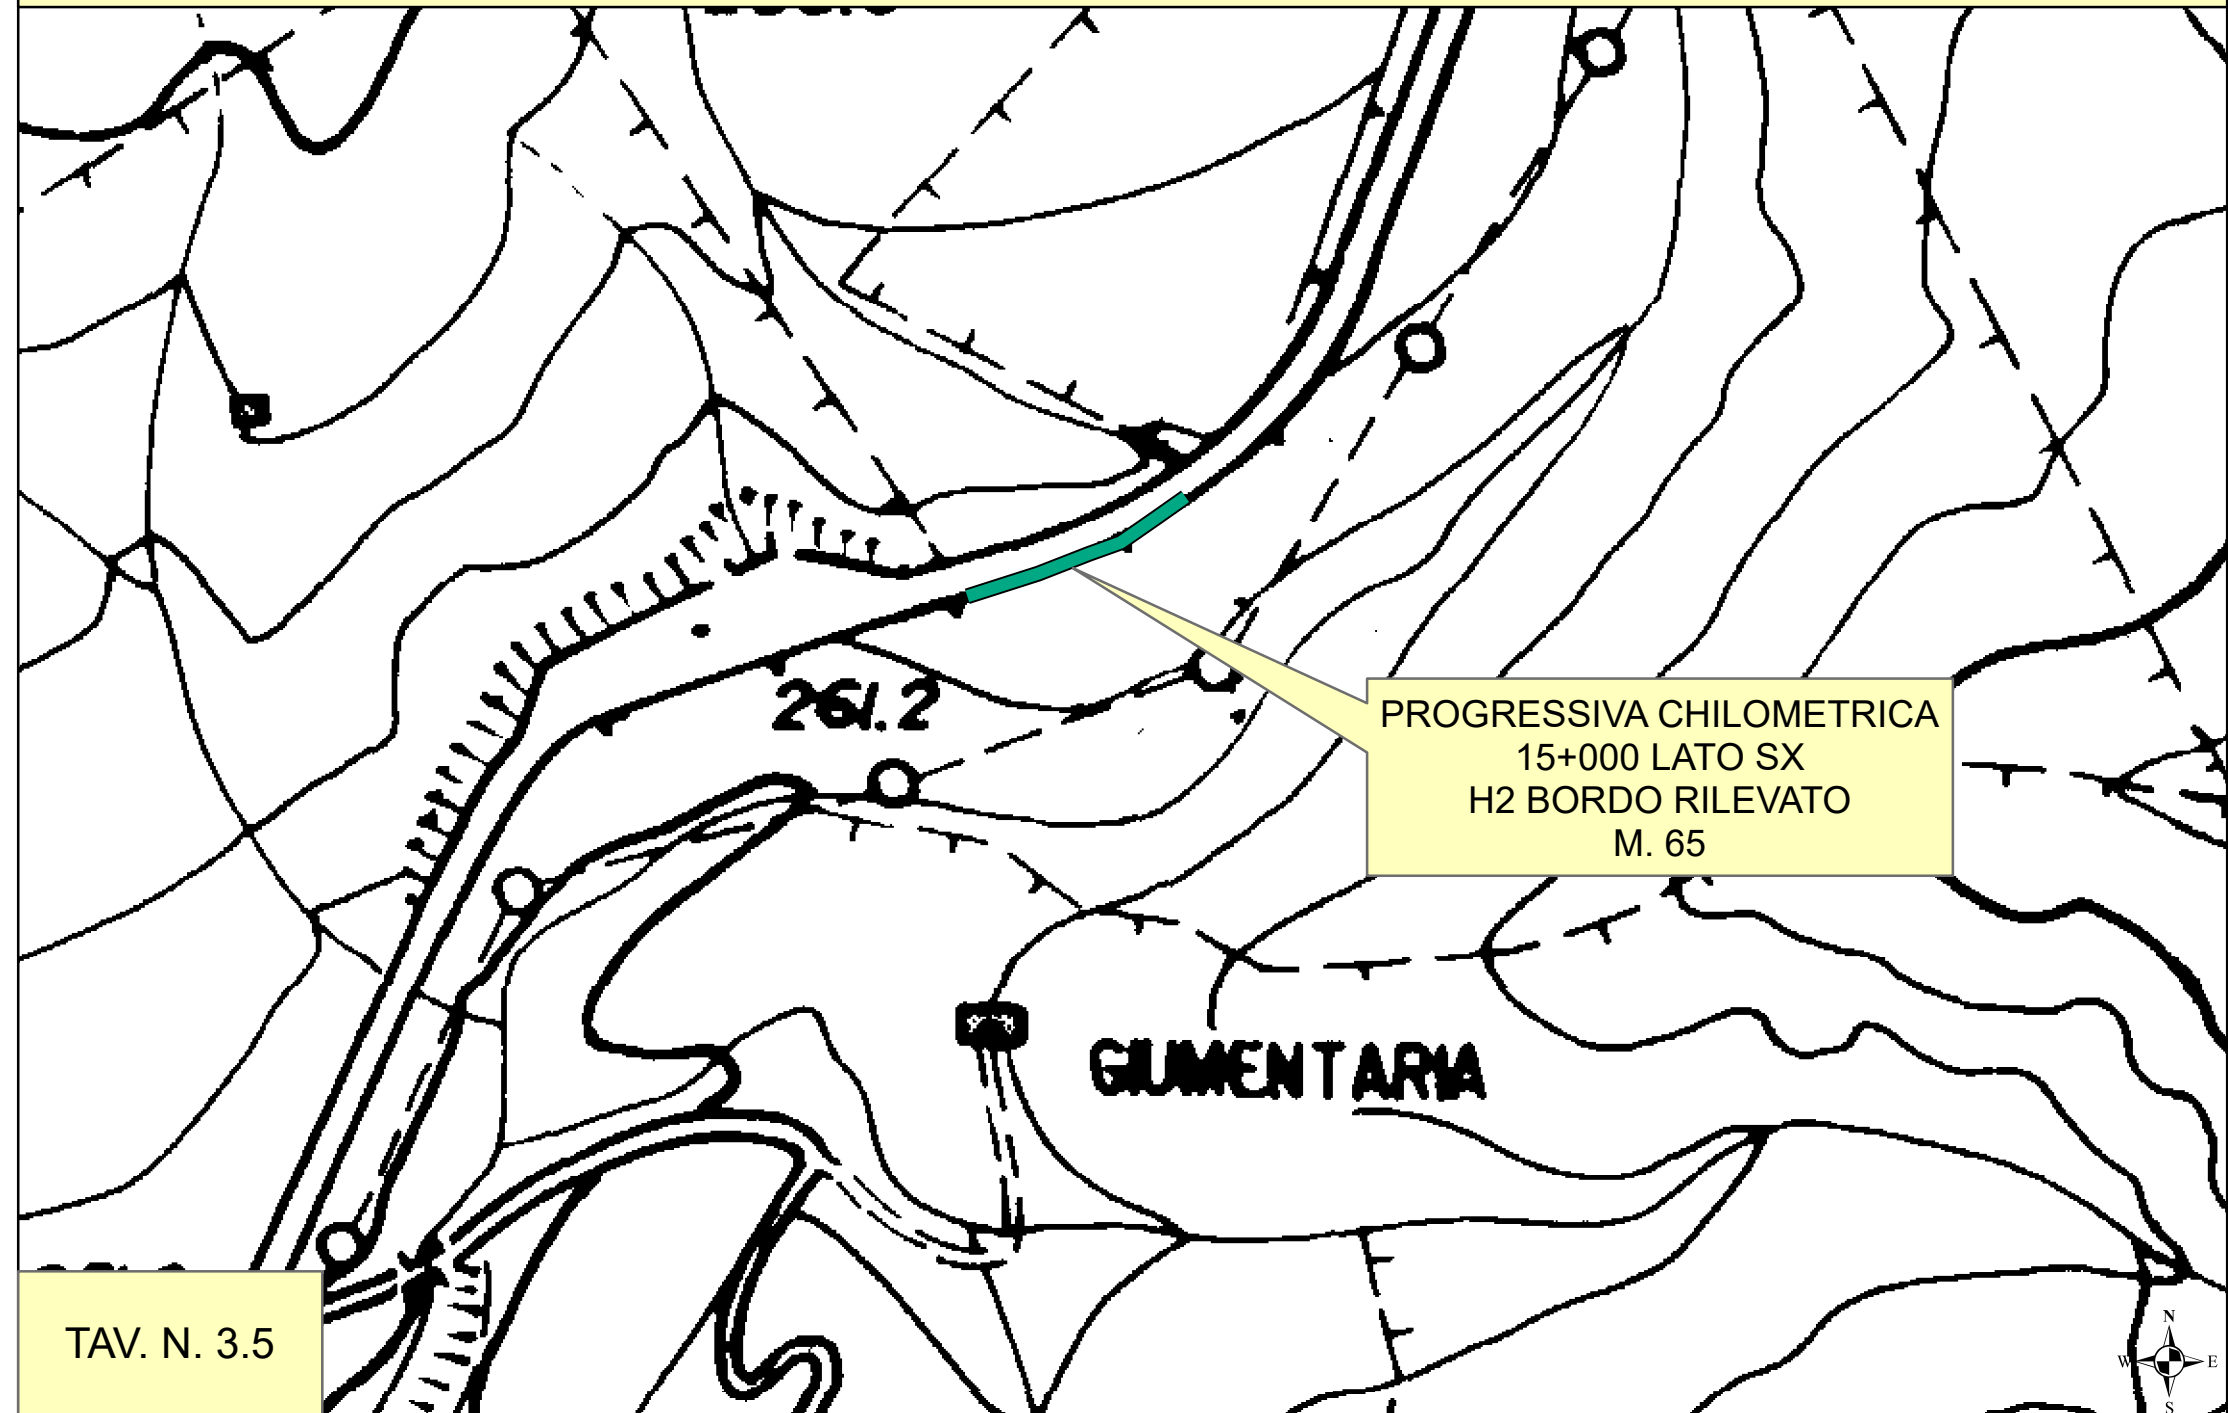 261.2
PROGRESSIVA CHILOMETRICA
15+000 LATO SX
H2 BORDO RILEVATO
M. 65
GIUMENTARIA
TAV. N. 3.5
N
W E
S